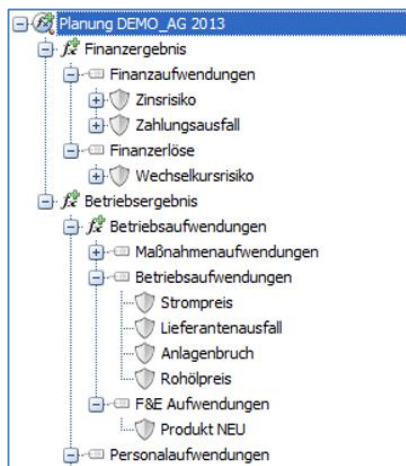 Planung DEMO_AG 2013
Finanzergebnis
Finanzaufwendungen
Zinsrisiko
Zahlungsausfall
Finanzerlöse
Wechselkursrisiko
Betriebsergebnis
Betriebsaufwendungen
Maßnahmenaufwendungen
Betriebsaufwendungen
Strompreis
Lieferantenausfall
Anlagenbruch
Rohölpreis
F&E Aufwendungen
Produkt NEU
Personalaufwendungen